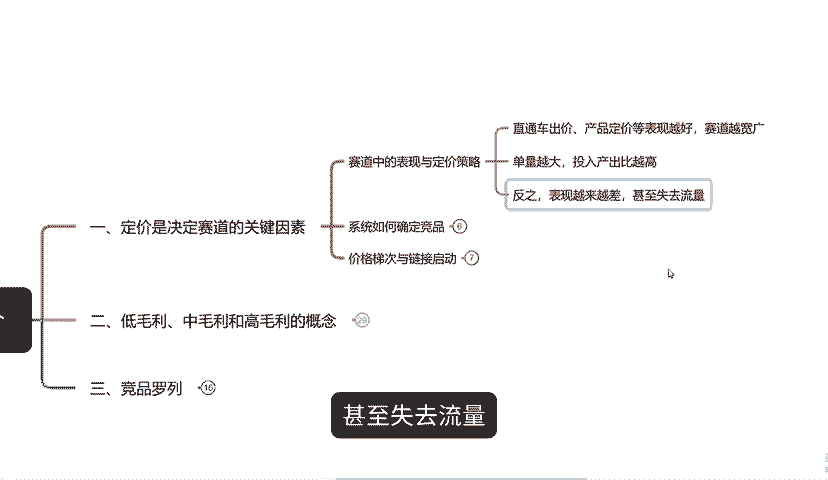 直通车出价、产品定价等表现越好，赛道越宽广
赛道中的表现与定价策略
单量越大，投入产出比越高
反之，表现越来越差，甚至失去流量
一、定价是决定赛道的关键因素
系统如何确定竞品 6
价格梯次与链接启动 7
二、低毛利、中毛利和高毛利的概念 29
三、竞品罗列 16
甚至失去流量